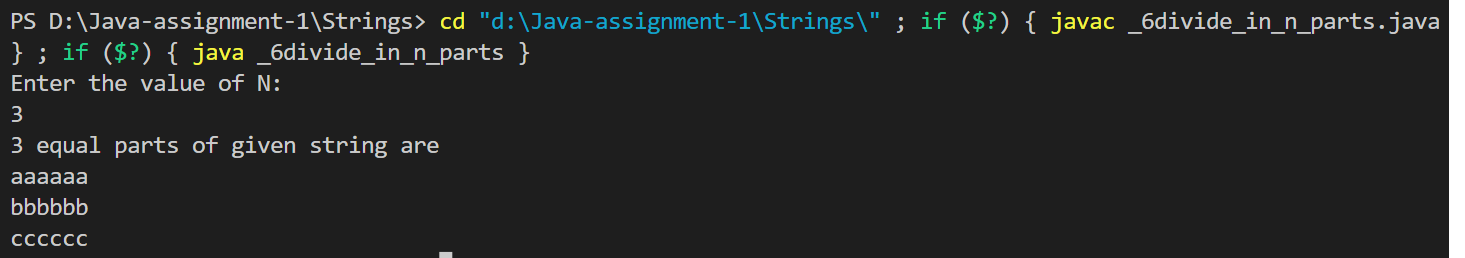 PS D:\Java-assignment-1\Strings> cd "d:\Java-assignment-1\Strings\" ; if ($?) { javac _6divide_in_n_parts.java
} ; if ($?) { java _6divide_in_n_parts }
Enter the value of N:
3
3 equal parts of given string are
aaaaaa
bbbbbb
cccccc